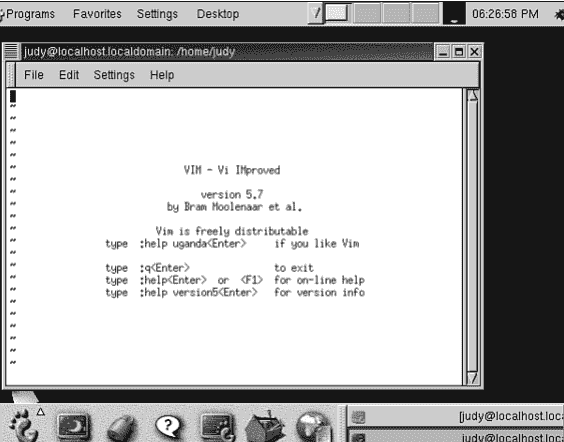 Programs Favorites Settings Desktop 06:26:58 PM
judy@localhost.localdomain: /home/judy
File Edit Settings Help
~
~
~
~
~
~
VIM - Vi IMproved
~
~
version 5.7
~
by Bram Moolenaar et al.
~
~
Vim is freely distributable
~
type :help uganda<Enter> if you like Vim
~
~
type :q<Enter> to exit
~
type :help<Enter> or <F1> for on-line help
~
type :help version5<Enter> for version info
~
~
~
~
~
~
[judy@localhost.loca
judy@localhost.loca